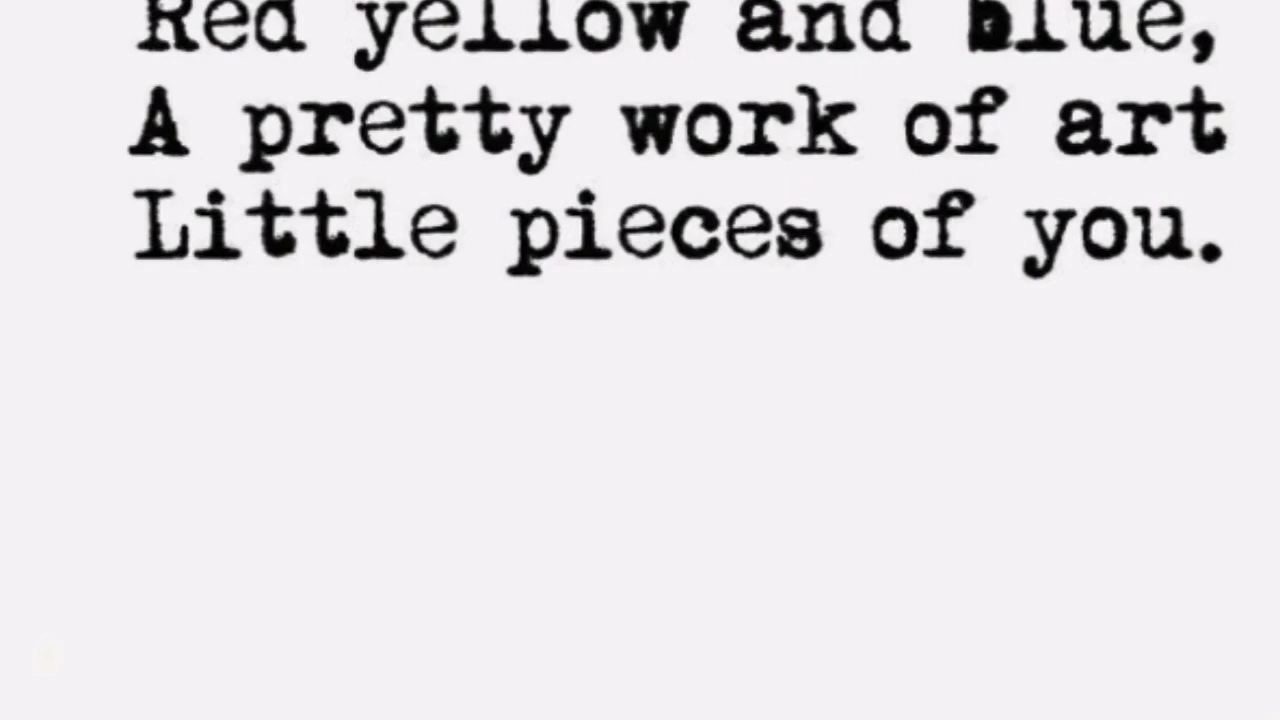 Red yellow and blue,
A pretty work of art
Little pieces of you.